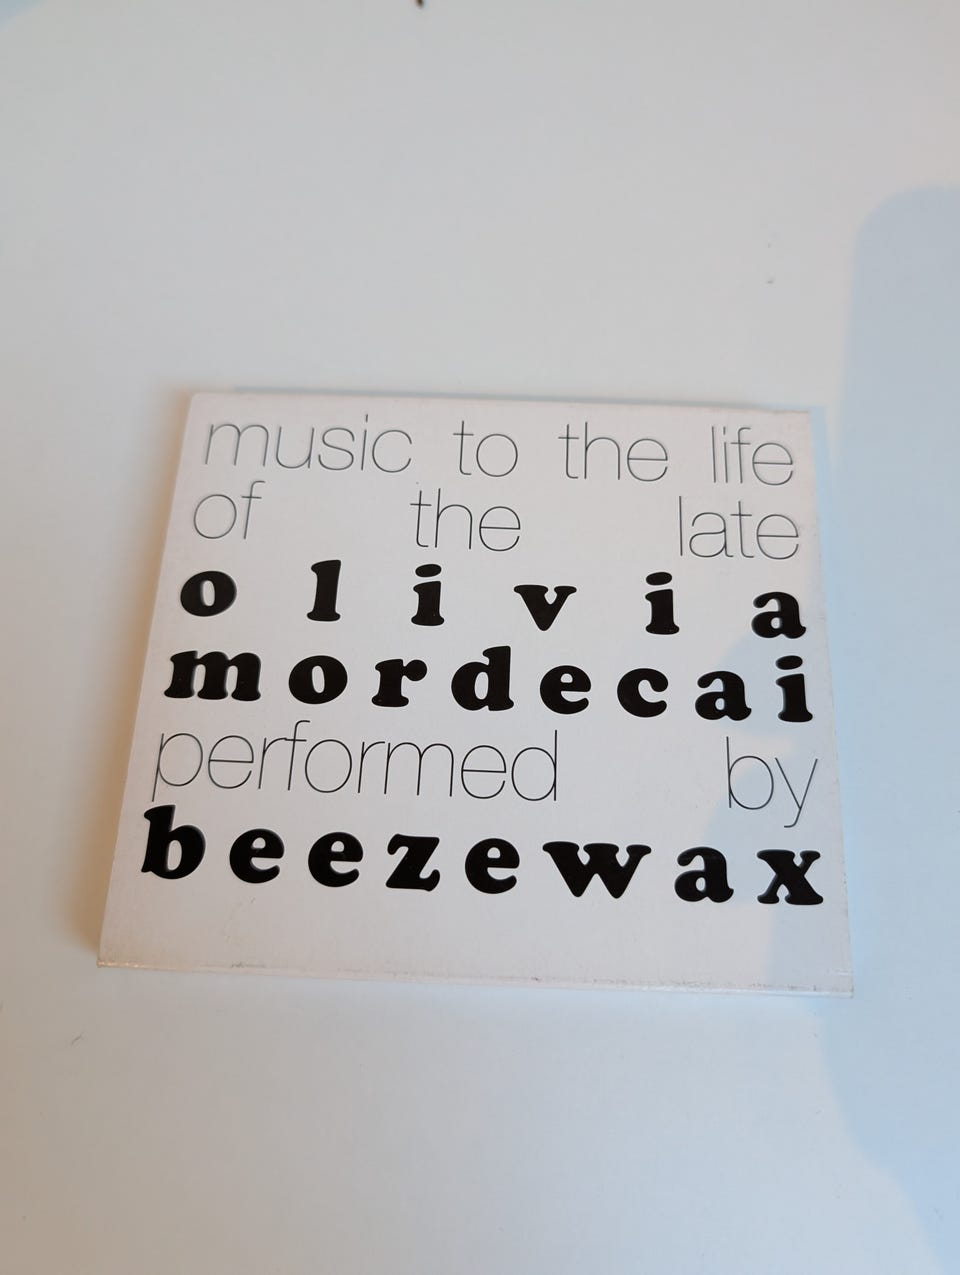 music to the life
of the late
olivia
mordecai
performed by
beezewax